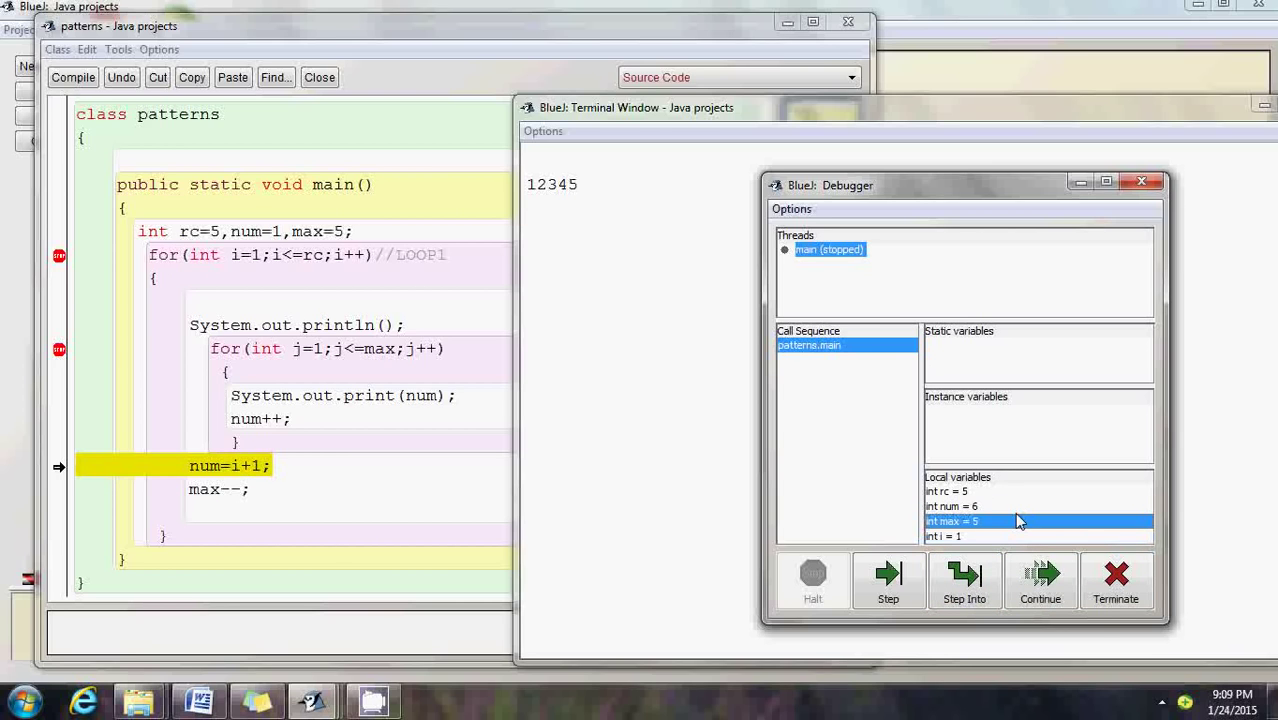 BlueJ: Java projects
patterns - Java projects
Class Edit Tools Options
Compile Undo Cut Copy Paste Find... Close Source Code
class patterns
{
public static void main()
{
int rc=5,num=1,max=5;
for(int i=1;i<=rc;i++)//LOOP1
{
System.out.println();
for(int j=1;j<=max;j++)
{
System.out.print(num);
num++;
}
num=i+1;
max--;
}
}
}
BlueJ: Terminal Window - Java projects
Options
12345
BlueJ: Debugger
Options
Threads
main (stopped)
Call Sequence
patterns.main
Static variables
Instance variables
Local variables
int rc = 5
int num = 6
int max = 5
int i = 1
Halt Step Step Into Continue Terminate
9:09 PM
1/24/2015